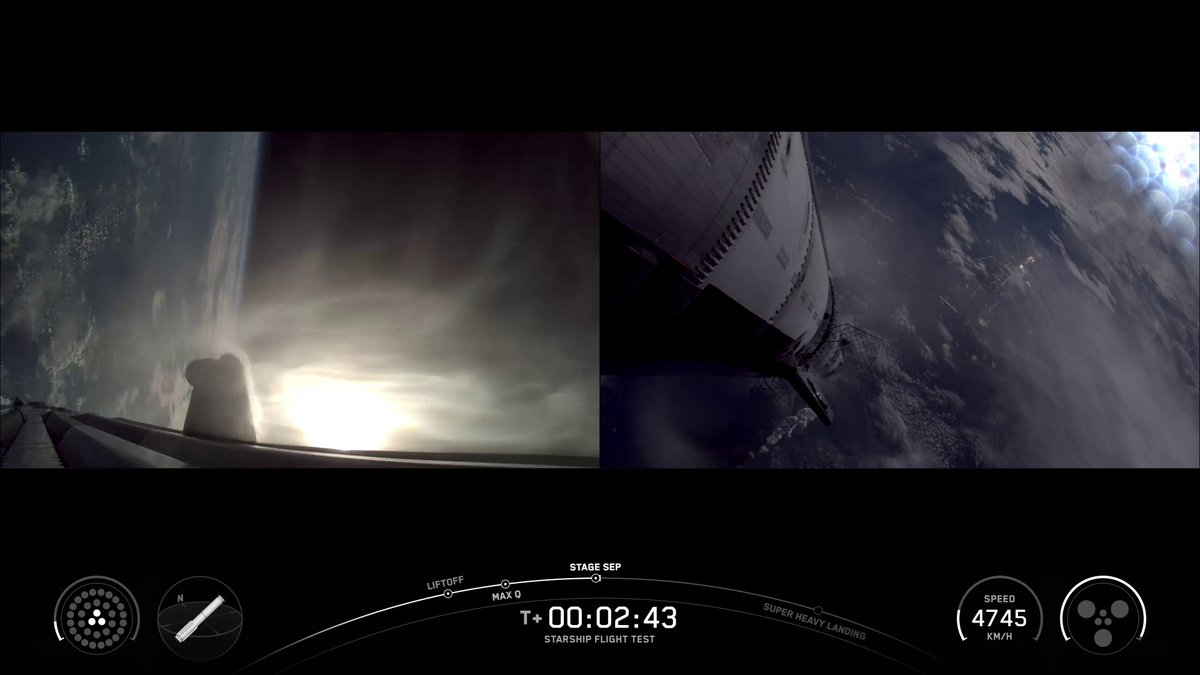 LIFTOFF
MAX Q
STAGE SEP
SUPER HEAVY LANDING
N
T+ 00:02:43
STARSHIP FLIGHT TEST
SPEED
4745
KM/H